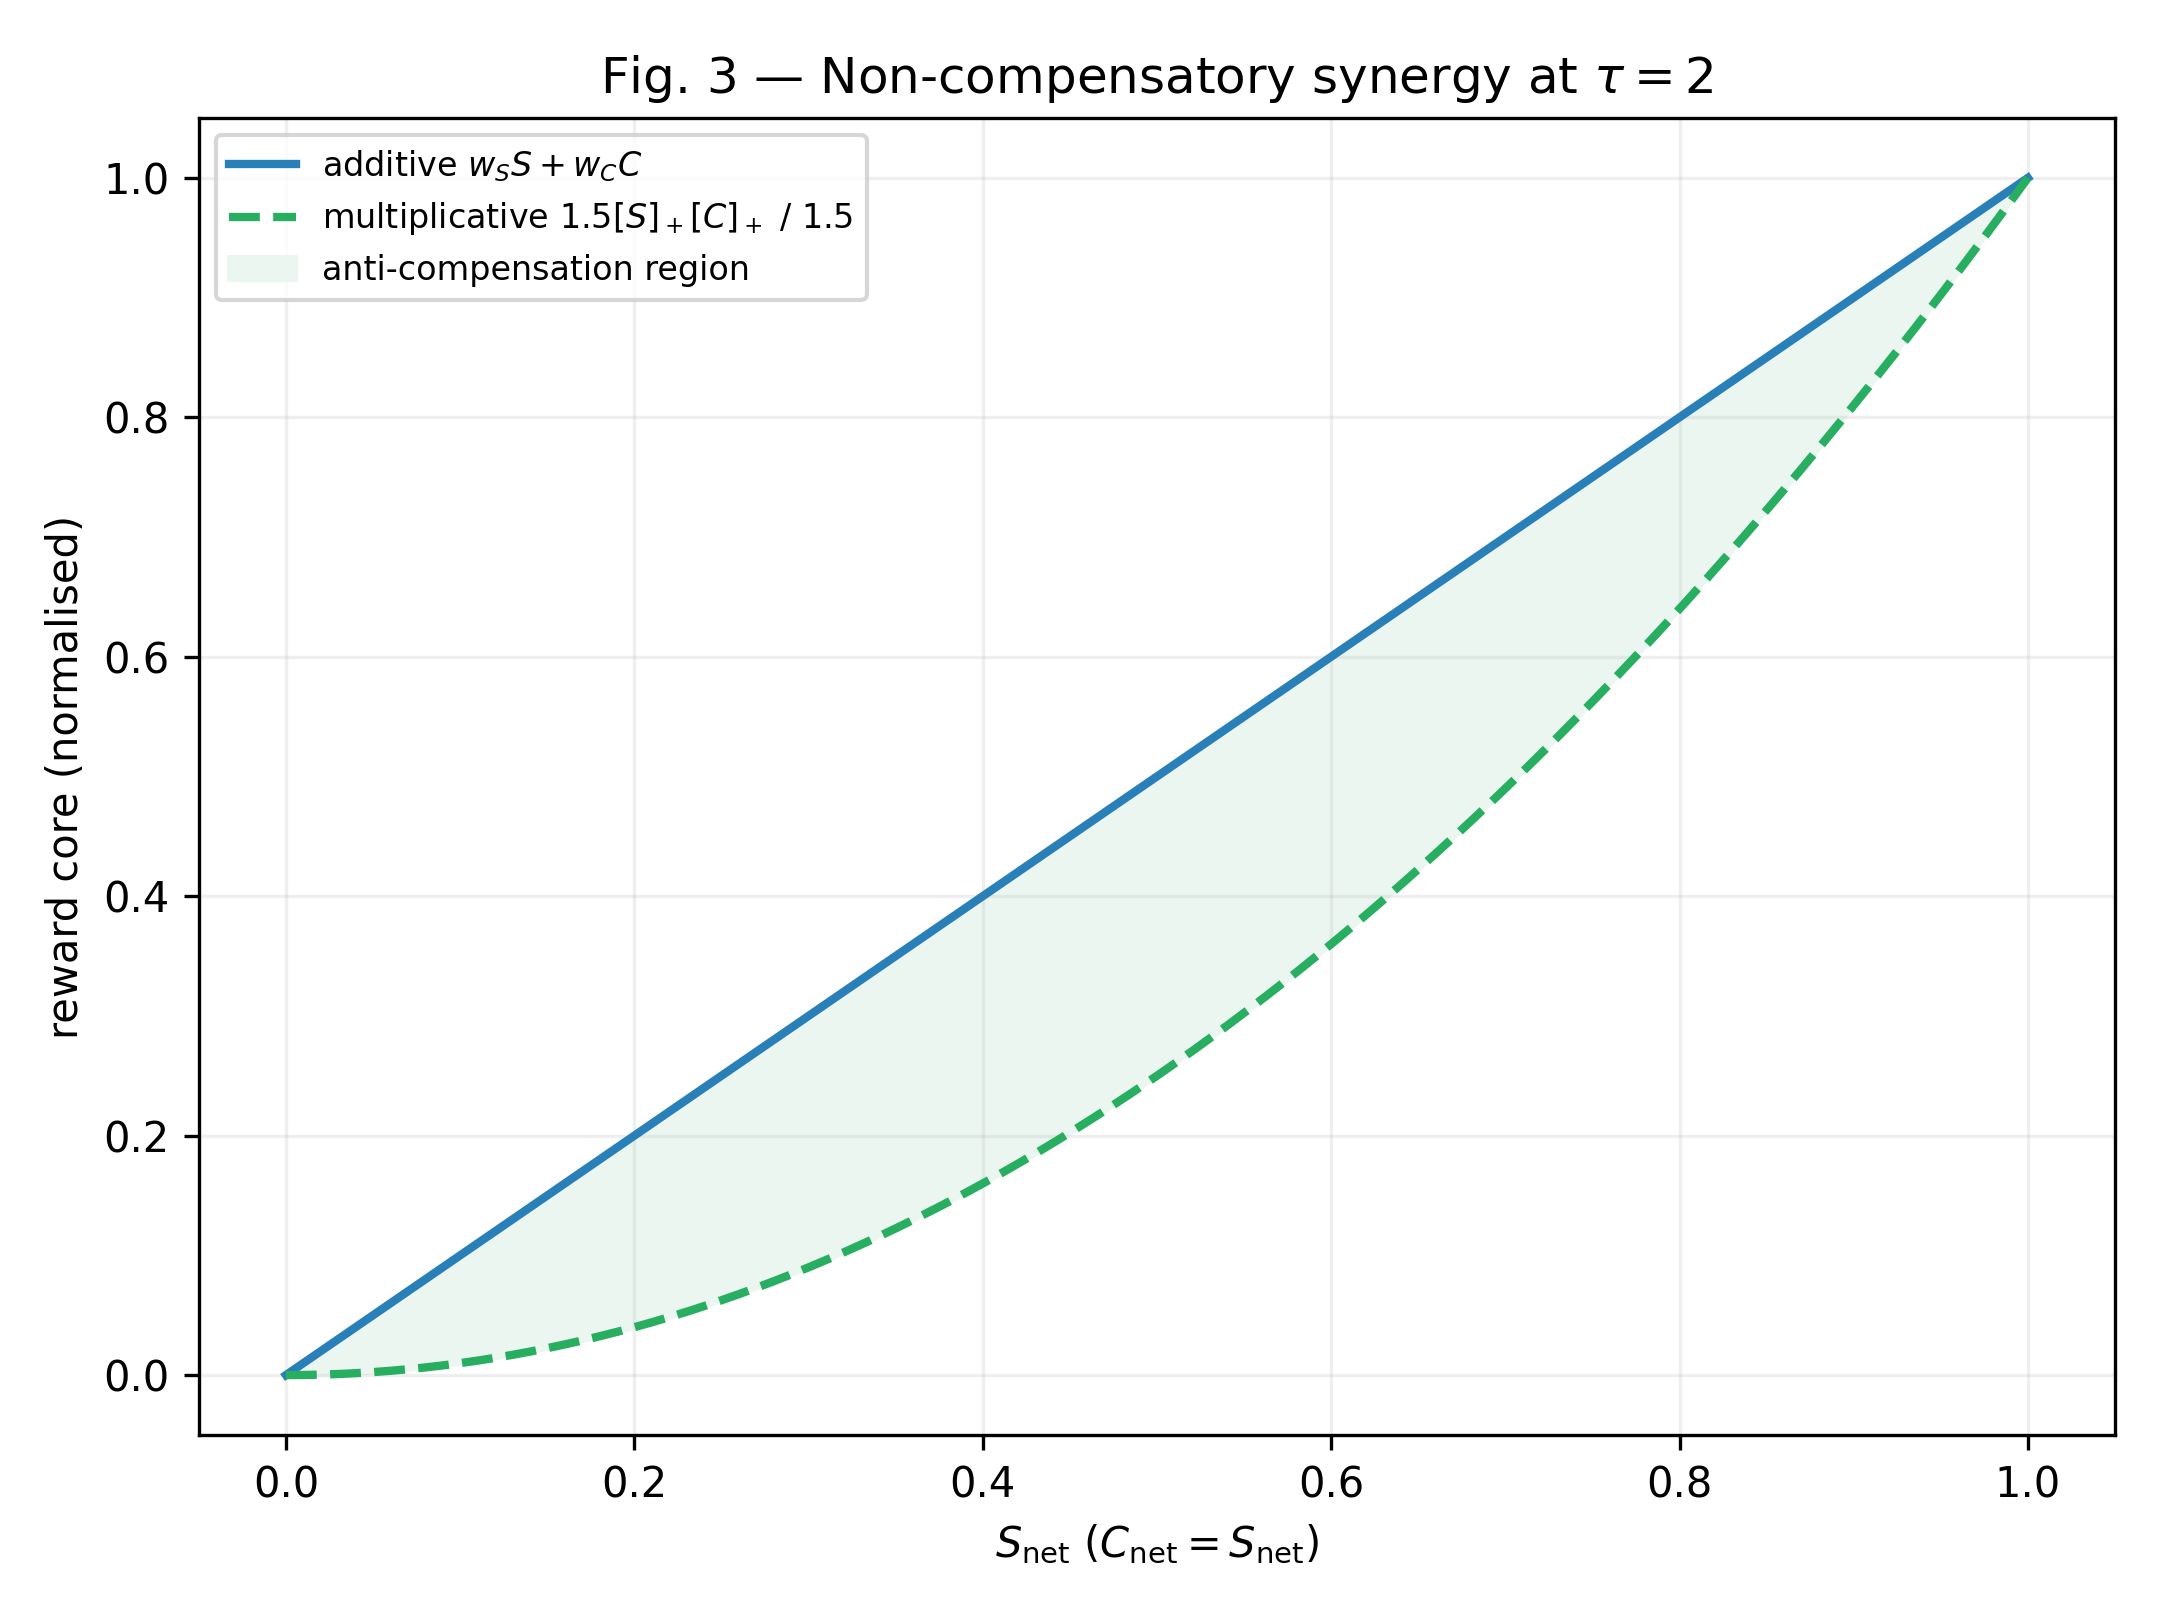 Fig. 3 — Non-compensatory synergy at τ = 2
additive w_S S + w_C C
multiplicative 1.5[S]₊[C]₊ / 1.5
anti-compensation region
reward core (normalised)
1.0
0.8
0.6
0.4
0.2
0.0
0.0 0.2 0.4 0.6 0.8 1.0
S_net (C_net = S_net)